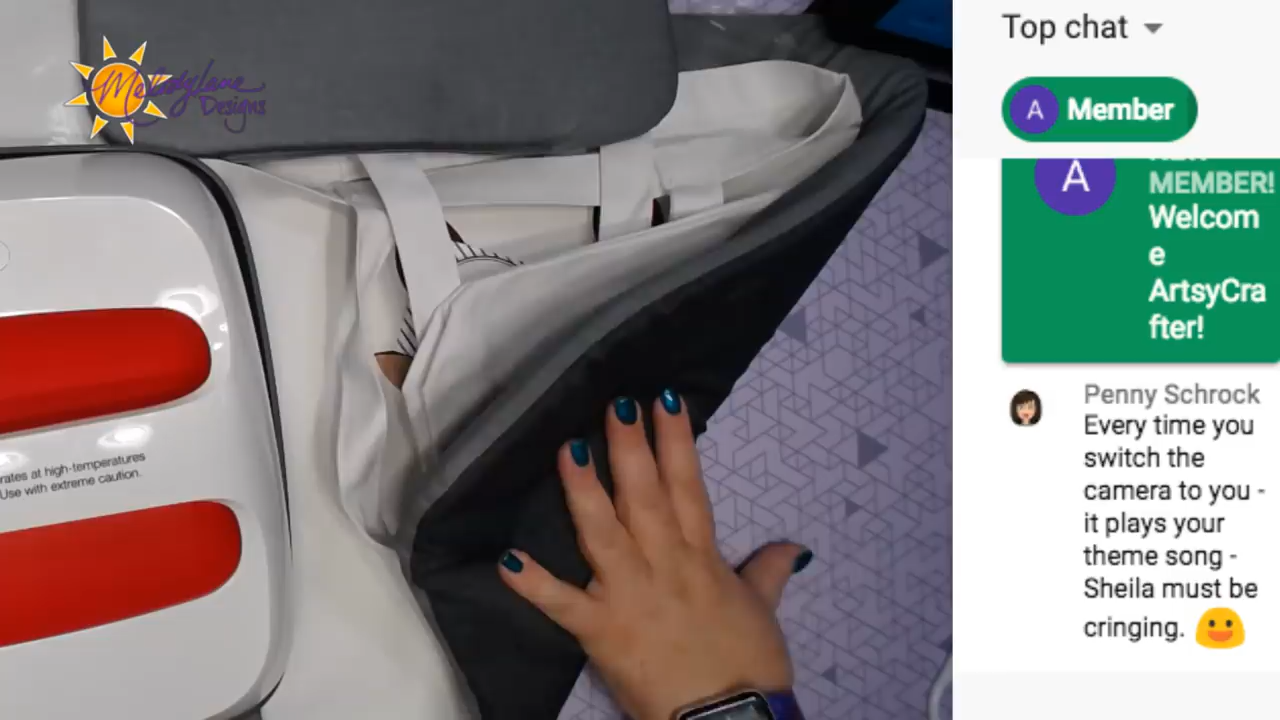 MelodyLane
Designs
rates at high-temperatures
Use with extreme caution.
Top chat
A Member
A
MEMBER!
Welcom
e
ArtsyCra
fter!
Penny Schrock
Every time you
switch the
camera to you -
it plays your
theme song -
Sheila must be
cringing.